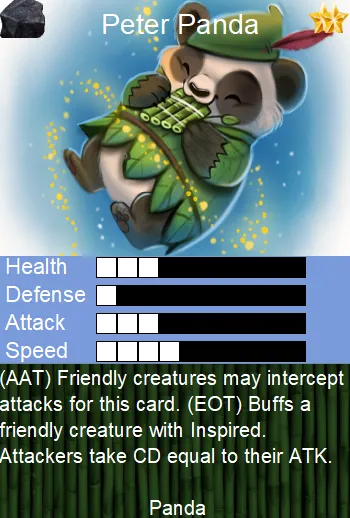 Peter Panda
Health
Defense
Attack
Speed
(AAT) Friendly creatures may intercept
attacks for this card. (EOT) Buffs a
friendly creature with Inspired.
Attackers take CD equal to their ATK.
Panda